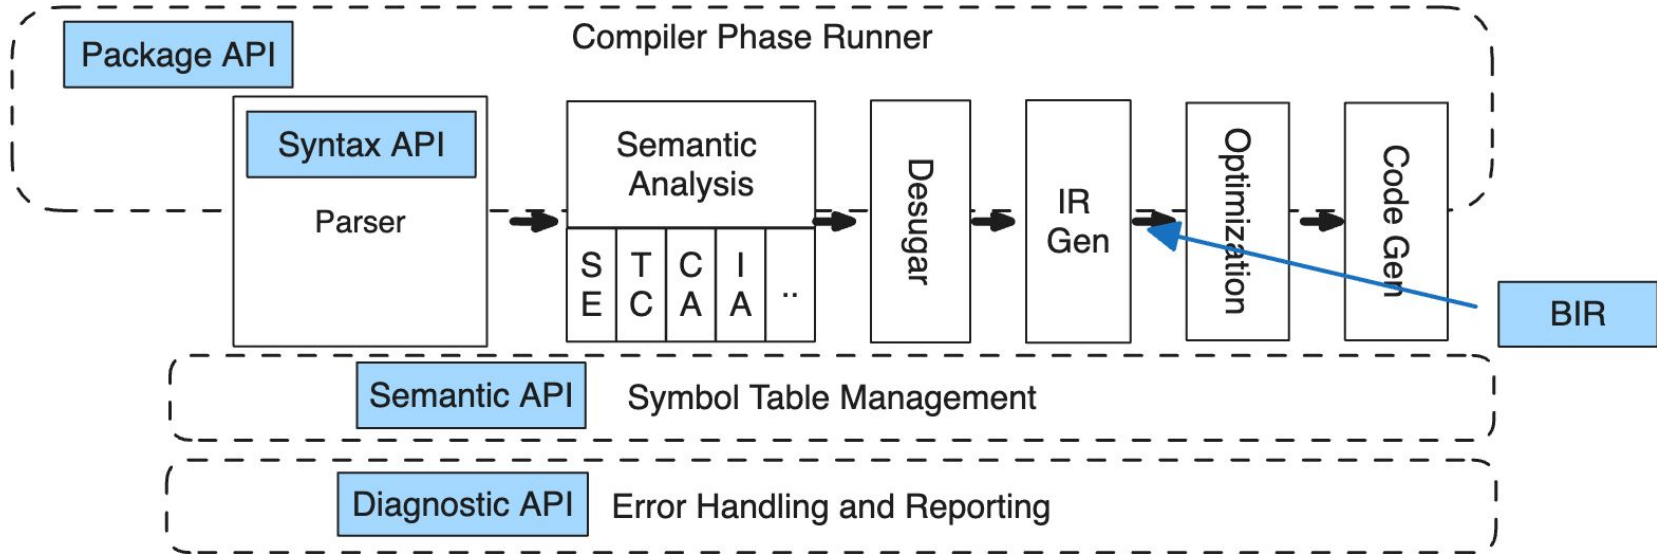 Compiler Phase Runner
Package API
Syntax API
Parser
Semantic
Analysis
S
E
T
C
C
A
I
A
..
Desugar
IR
Gen
Optimization
Code Gen
BIR
Semantic API
Symbol Table Management
Diagnostic API
Error Handling and Reporting